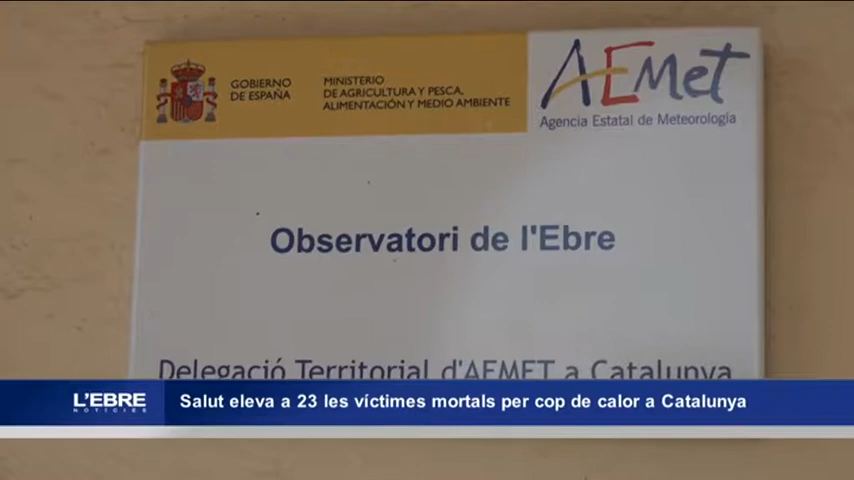 GOBIERNO
DE ESPAÑA
MINISTERIO
DE AGRICULTURA Y PESCA,
ALIMENTACIÓN Y MEDIO AMBIENTE
AEMet
Agencia Estatal de Meteorología
Observatori de l'Ebre
Delegació Territorial d'AEMET a Catalunya
L'EBRE
NOTÍCIES
Salut eleva a 23 les víctimes mortals per cop de calor a Catalunya